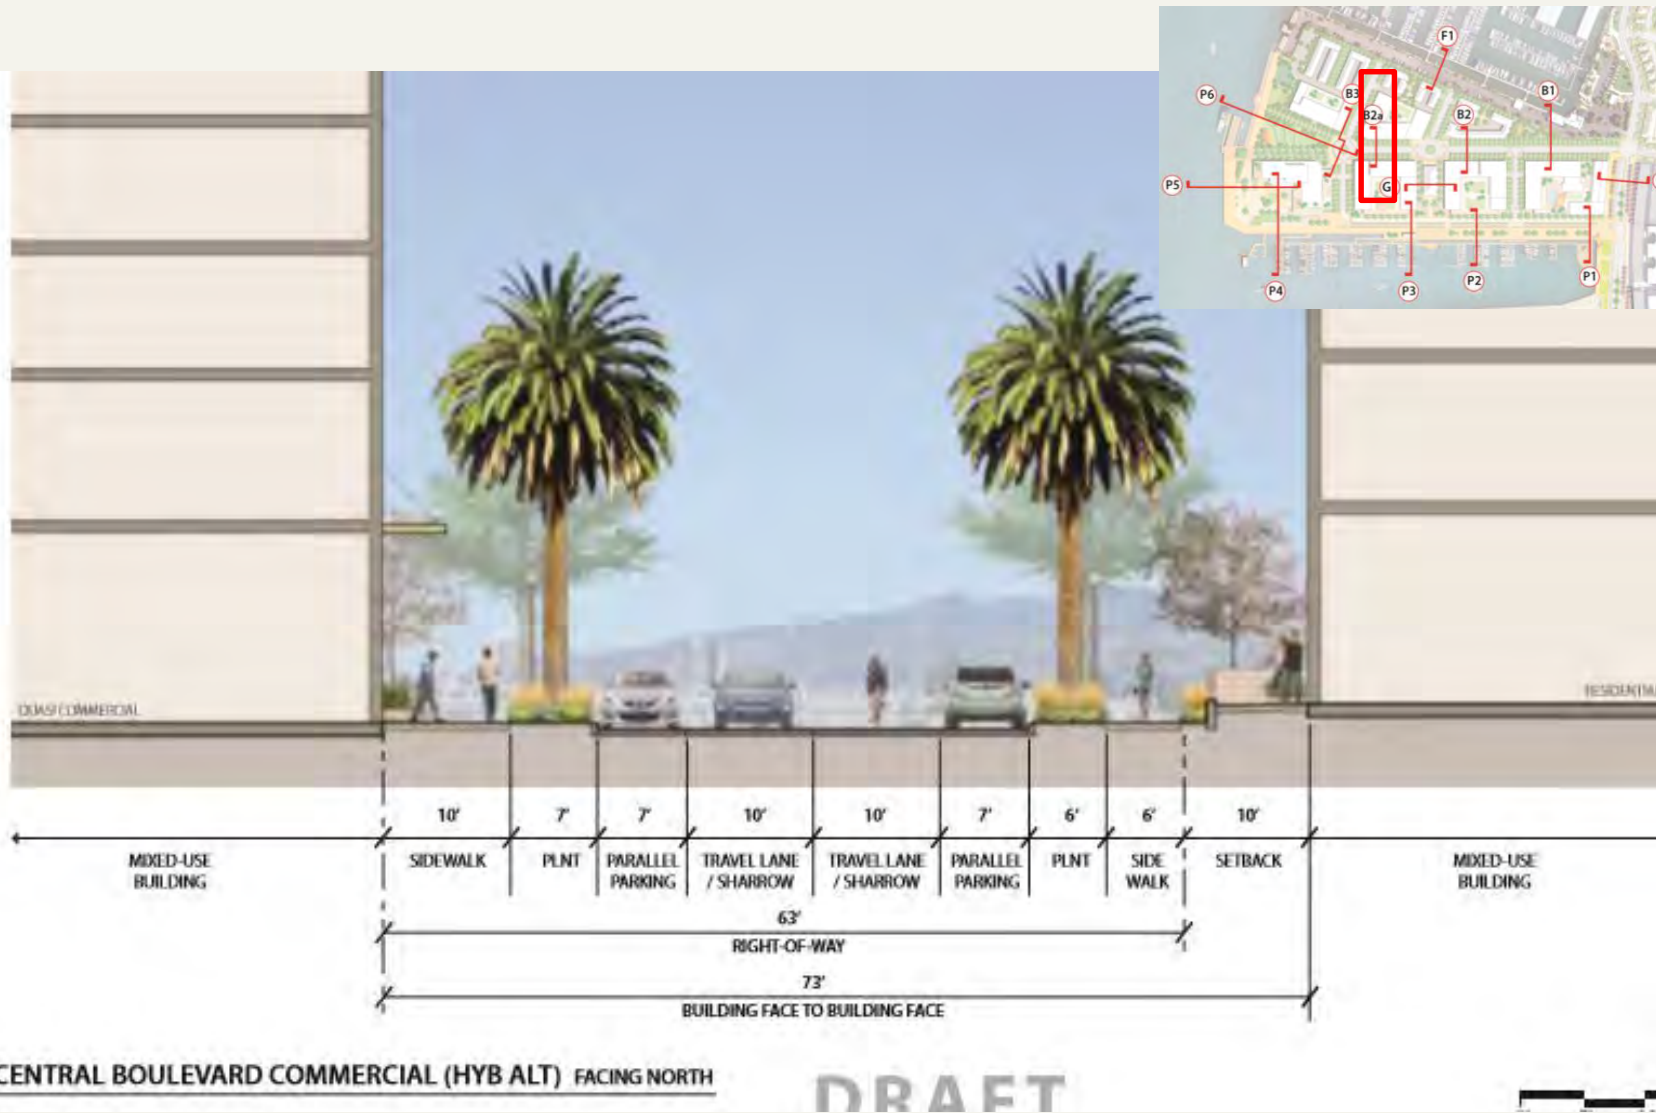 F1
P6
B3
B1
B2a
B2
P5
G
P4
P3
P2
P1
QUASI COMMERCIAL
10' 7' 7' 10' 10' 7' 6' 6' 10'
MIXED-USE SIDEWALK PLNT PARALLEL TRAVEL LANE TRAVEL LANE PARALLEL PLNT SIDE SETBACK MIXED-USE
BUILDING PARKING / SHARROW / SHARROW PARKING WALK BUILDING
63'
RIGHT-OF-WAY
73'
BUILDING FACE TO BUILDING FACE
CENTRAL BOULEVARD COMMERCIAL (HYB ALT) FACING NORTH
DRAFT